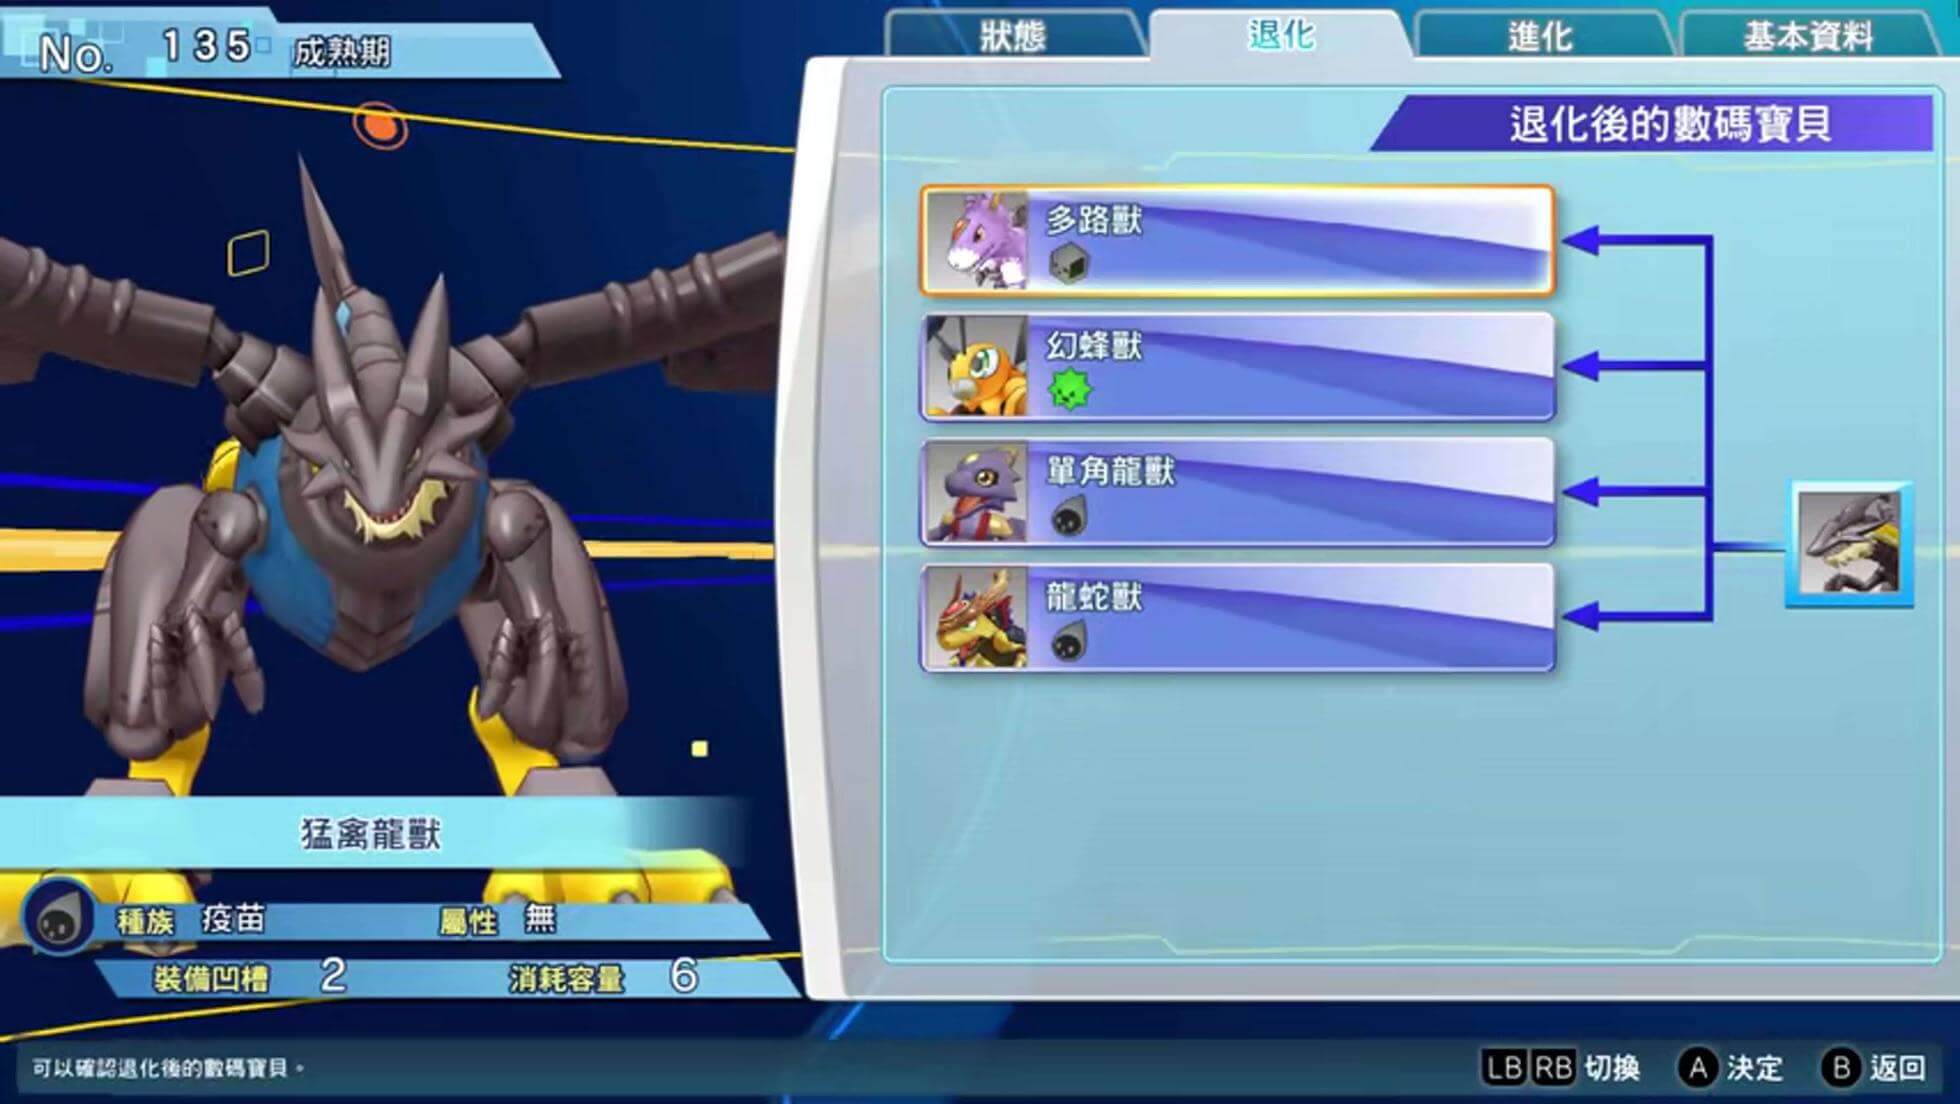 No. 135 成熟期
狀態 退化 進化 基本資料
退化後的數碼寶貝
多路獸
幻蜂獸
單角龍獸
龍蛇獸
猛禽龍獸
種族 疫苗 屬性 無
裝備凹槽 2 消耗容量 6
可以確認退化後的數碼寶貝。
LB RB 切換 A 決定 B 返回